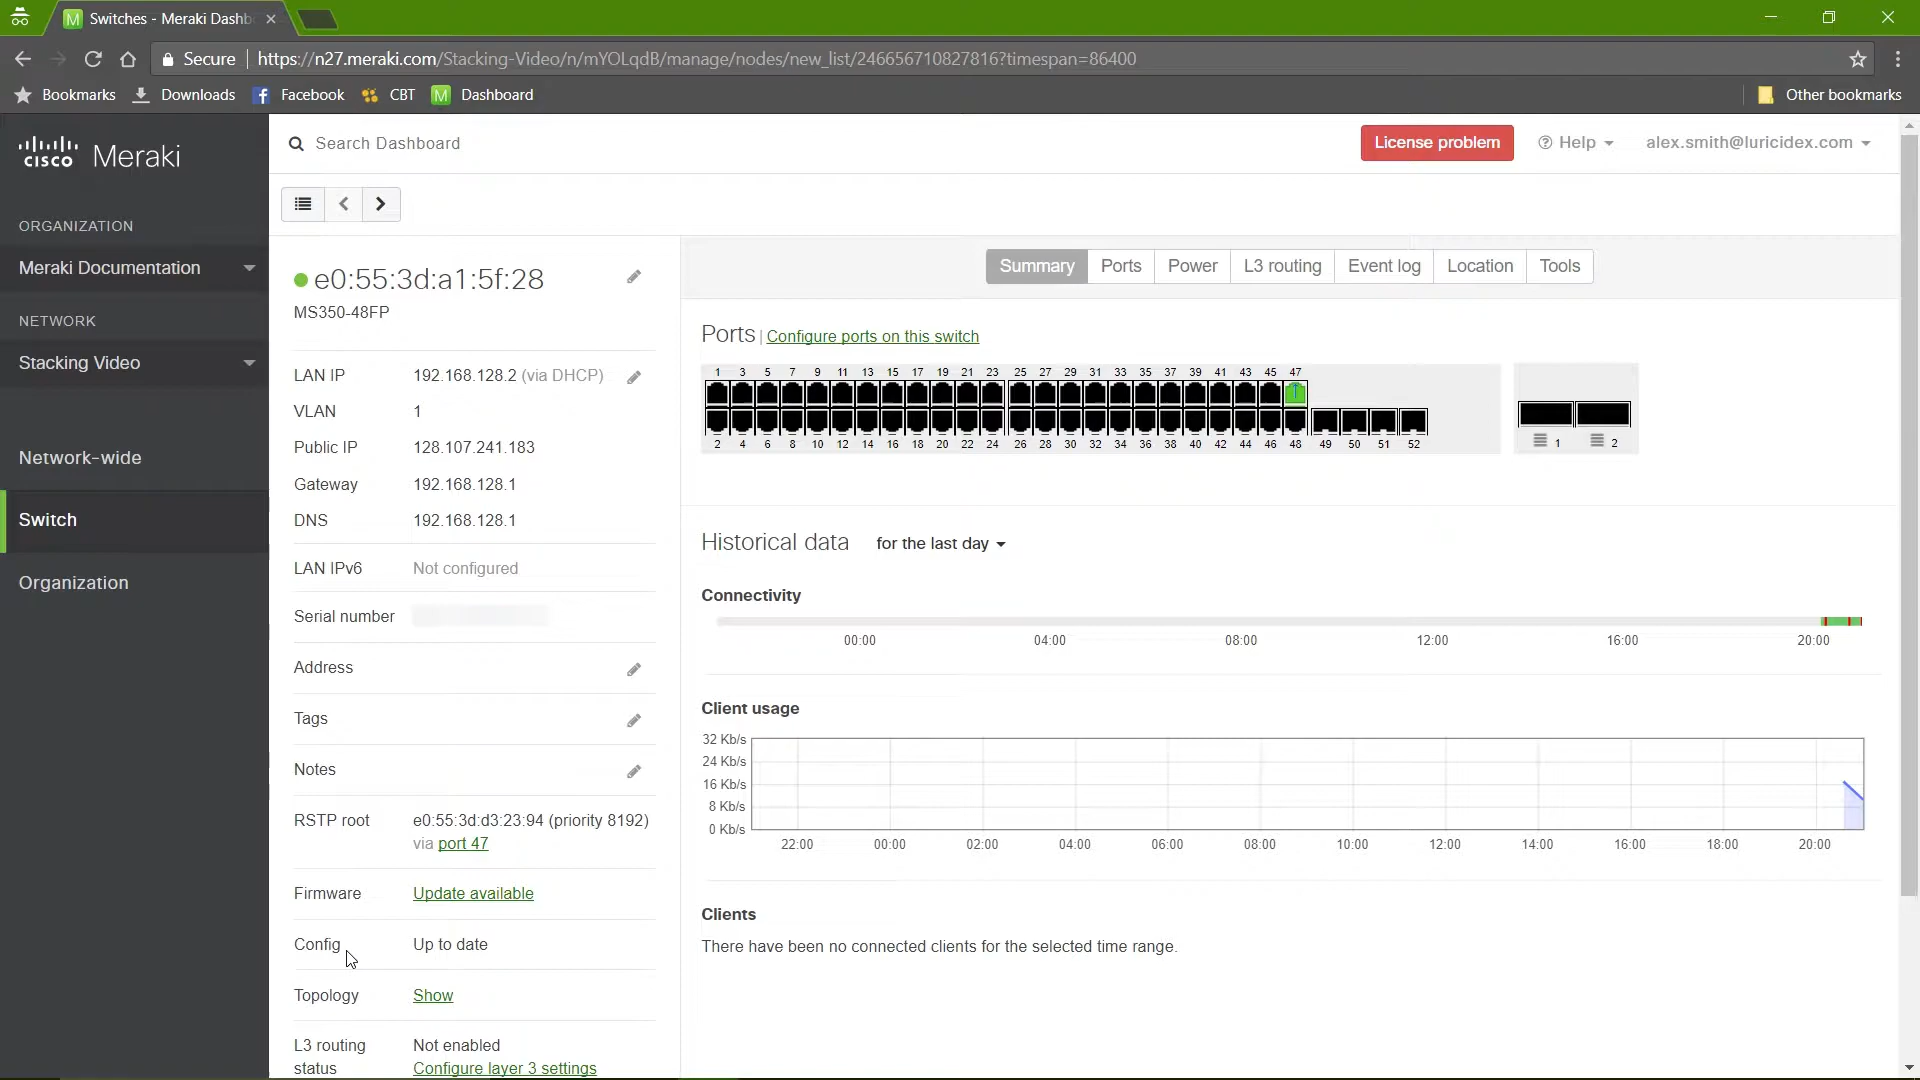 Switches - Meraki Dashb
Secure
https://n27.meraki.com/Stacking-Video/n/mYOLqdB/manage/nodes/new_list/246656710827816?timespan=86400
Bookmarks Downloads Facebook CBT Dashboard Other bookmarks
cisco Meraki
Search Dashboard
License problem
Help
alex.smith@luricidex.com
ORGANIZATION
Meraki Documentation
NETWORK
Stacking Video
Network-wide
Switch
Organization
e0:55:3d:a1:5f:28
MS350-48FP
LAN IP 192.168.128.2 (via DHCP)
VLAN 1
Public IP 128.107.241.183
Gateway 192.168.128.1
DNS 192.168.128.1
LAN IPv6 Not configured
Serial number
Address
Tags
Notes
RSTP root e0:55:3d:d3:23:94 (priority 8192)
via port 47
Firmware Update available
Config Up to date
Topology Show
L3 routing Not enabled
status Configure layer 3 settings
Summary Ports Power L3 routing Event log Location Tools
Ports | Configure ports on this switch
1 3 5 7 9 11 13 15 17 19 21 23 25 27 29 31 33 35 37 39 41 43 45 47
2 4 6 8 10 12 14 16 18 20 22 24 26 28 30 32 34 36 38 40 42 44 46 48 49 50 51 52
1 2
Historical data for the last day
Connectivity
00:00 04:00 08:00 12:00 16:00 20:00
Client usage
32 Kb/s
24 Kb/s
16 Kb/s
8 Kb/s
0 Kb/s
22:00 00:00 02:00 04:00 06:00 08:00 10:00 12:00 14:00 16:00 18:00 20:00
Clients
There have been no connected clients for the selected time range.